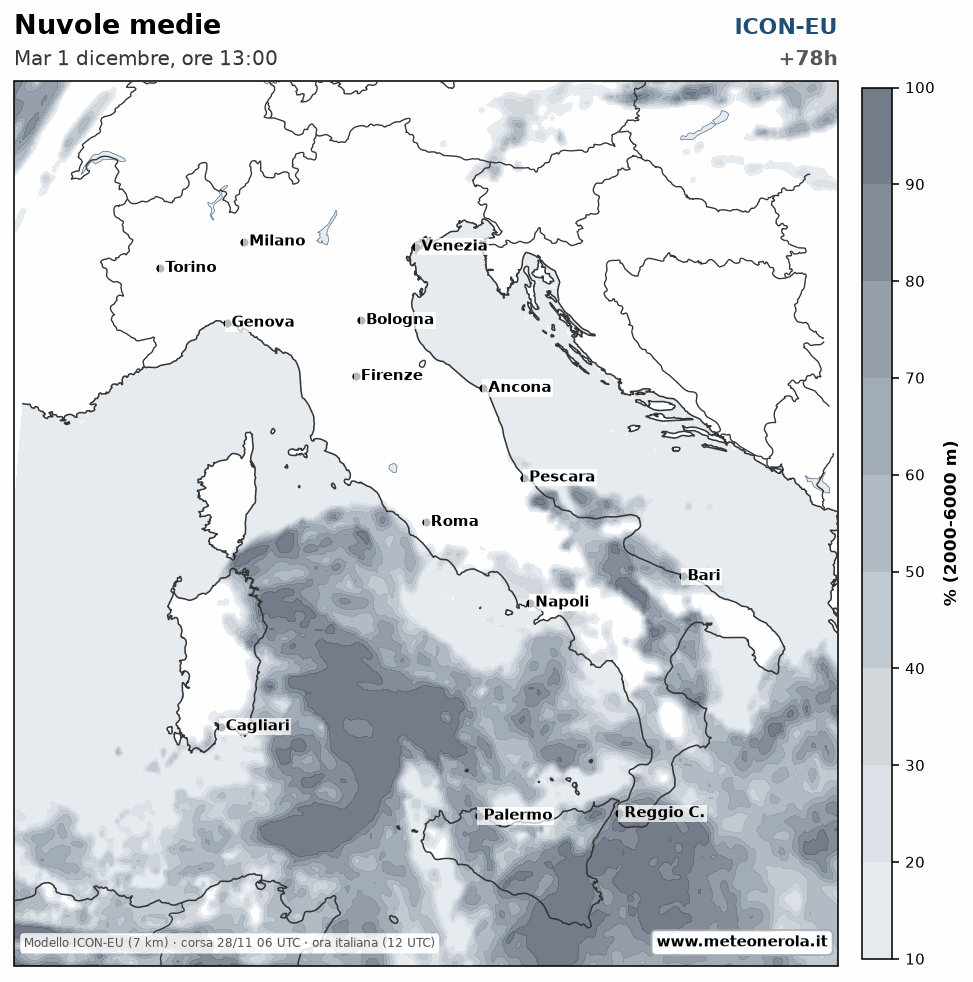 Nuvole medie
ICON-EU
Mar 1 dicembre, ore 13:00
+78h
Milano
Venezia
Torino
Genova
Bologna
Firenze
Ancona
Pescara
Roma
Bari
Napoli
Cagliari
Palermo
Reggio C.
Modello ICON-EU (7 km) · corsa 28/11 06 UTC · ora italiana (12 UTC)
www.meteonerola.it
100
90
80
70
60
50
40
30
20
10
% (2000-6000 m)